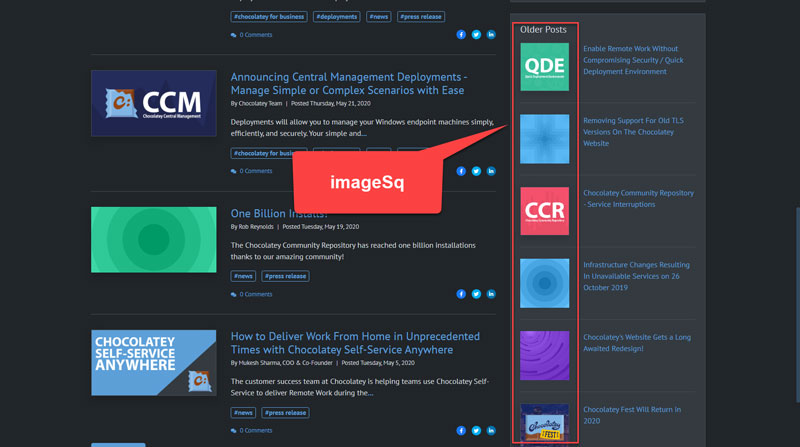 #chocolatey for business #deployments #news #press release
0 Comments
CCM
Chocolatey Central Management
Announcing Central Management Deployments -
Manage Simple or Complex Scenarios with Ease
By Chocolatey Team | Posted Thursday, May 21, 2020
Deployments will allow you to manage your Windows endpoint machines simply,
efficiently, and securely. Your simple and...
#chocolatey for business
0 Comments
imageSq
One Billion Installs!
By Rob Reynolds | Posted Tuesday, May 19, 2020
The Chocolatey Community Repository has reached one billion installations
thanks to our amazing community!
#news #press release
0 Comments
CHOCOLATEY
SELF-SERVICE
ANYWHERE
How to Deliver Work From Home in Unprecedented
Times with Chocolatey Self-Service Anywhere
By Mukesh Sharma, COO & Co-Founder | Posted Tuesday, May 5, 2020
The customer success team at Chocolatey is helping teams use Chocolatey Self-
Service to deliver Remote Work during the...
#news #press release
0 Comments
Older Posts
QDE
Enable Remote Work Without
Compromising Security / Quick
Deployment Environment
Removing Support For Old TLS
Versions On The Chocolatey
Website
CCR
Chocolatey Community Repository
- Service Interruptions
Infrastructure Changes Resulting
In Unavailable Services on 26
October 2019
Chocolatey's Website Gets a Long
Awaited Redesign!
Chocolatey
FEST
Chocolatey Fest Will Return in
2020